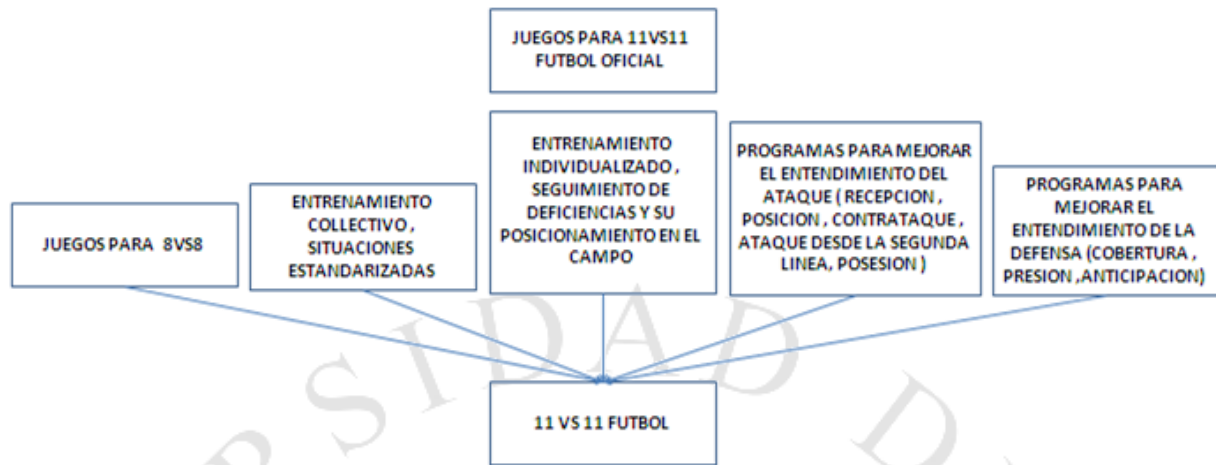 JUEGOS PARA 11VS11
FUTBOL OFICIAL
JUEGOS PARA 8VS8
ENTRENAMIENTO
COLLECTIVO ,
SITUACIONES
ESTANDARIZADAS
ENTRENAMIENTO
INDIVIDUALIZADO ,
SEGUIMIENTO DE
DEFICIENCIAS Y SU
POSICIONAMIENTO EN EL
CAMPO
PROGRAMAS PARA MEJORAR
EL ENTENDIMIENTO DEL
ATAQUE ( RECEPCION ,
POSICION , CONTRATAQUE ,
ATAQUE DESDE LA SEGUNDA
LINEA, POSESION )
PROGRAMAS PARA
MEJORAR EL
ENTENDIMIENTO DE LA
DEFENSA (COBERTURA ,
PRESION ,ANTICIPACION)
11 VS 11 FUTBOL
RSIDAD D